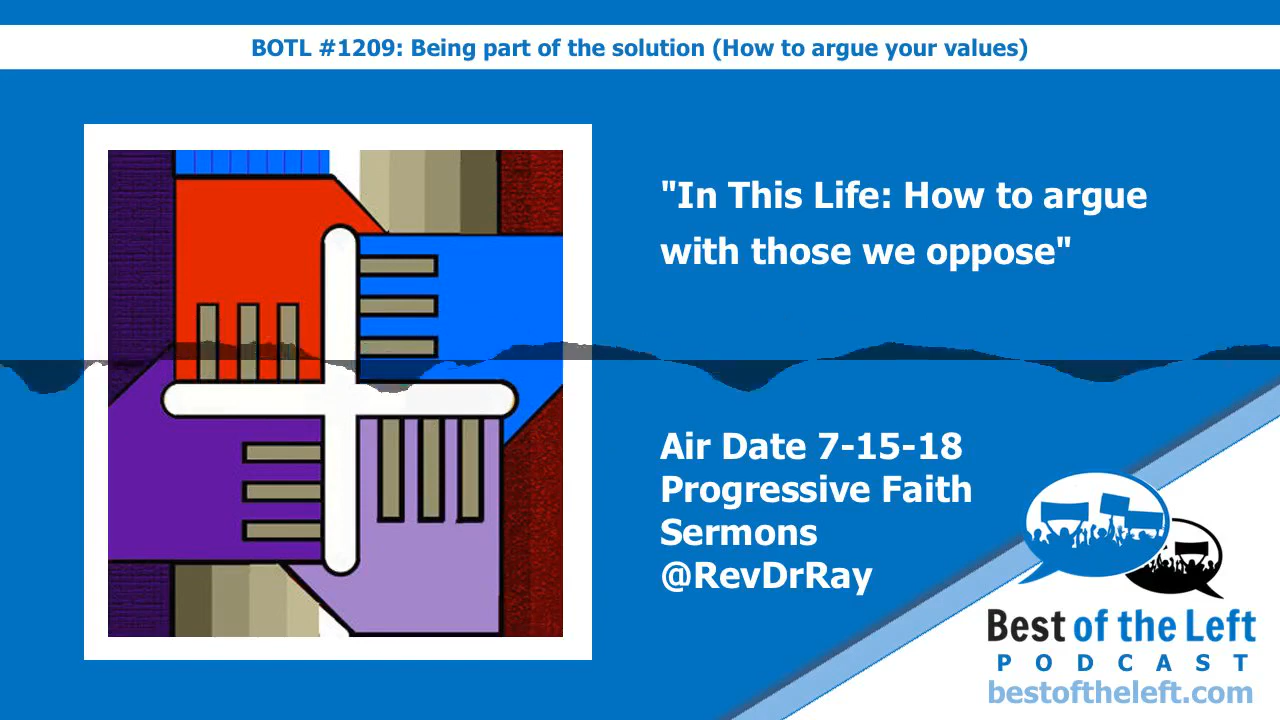 BOTL #1209: Being part of the solution (How to argue your values)
"In This Life: How to argue
with those we oppose"
Air Date 7-15-18
Progressive Faith
Sermons
@RevDrRay
Best of the Left
PODCAST
bestoftheleft.com